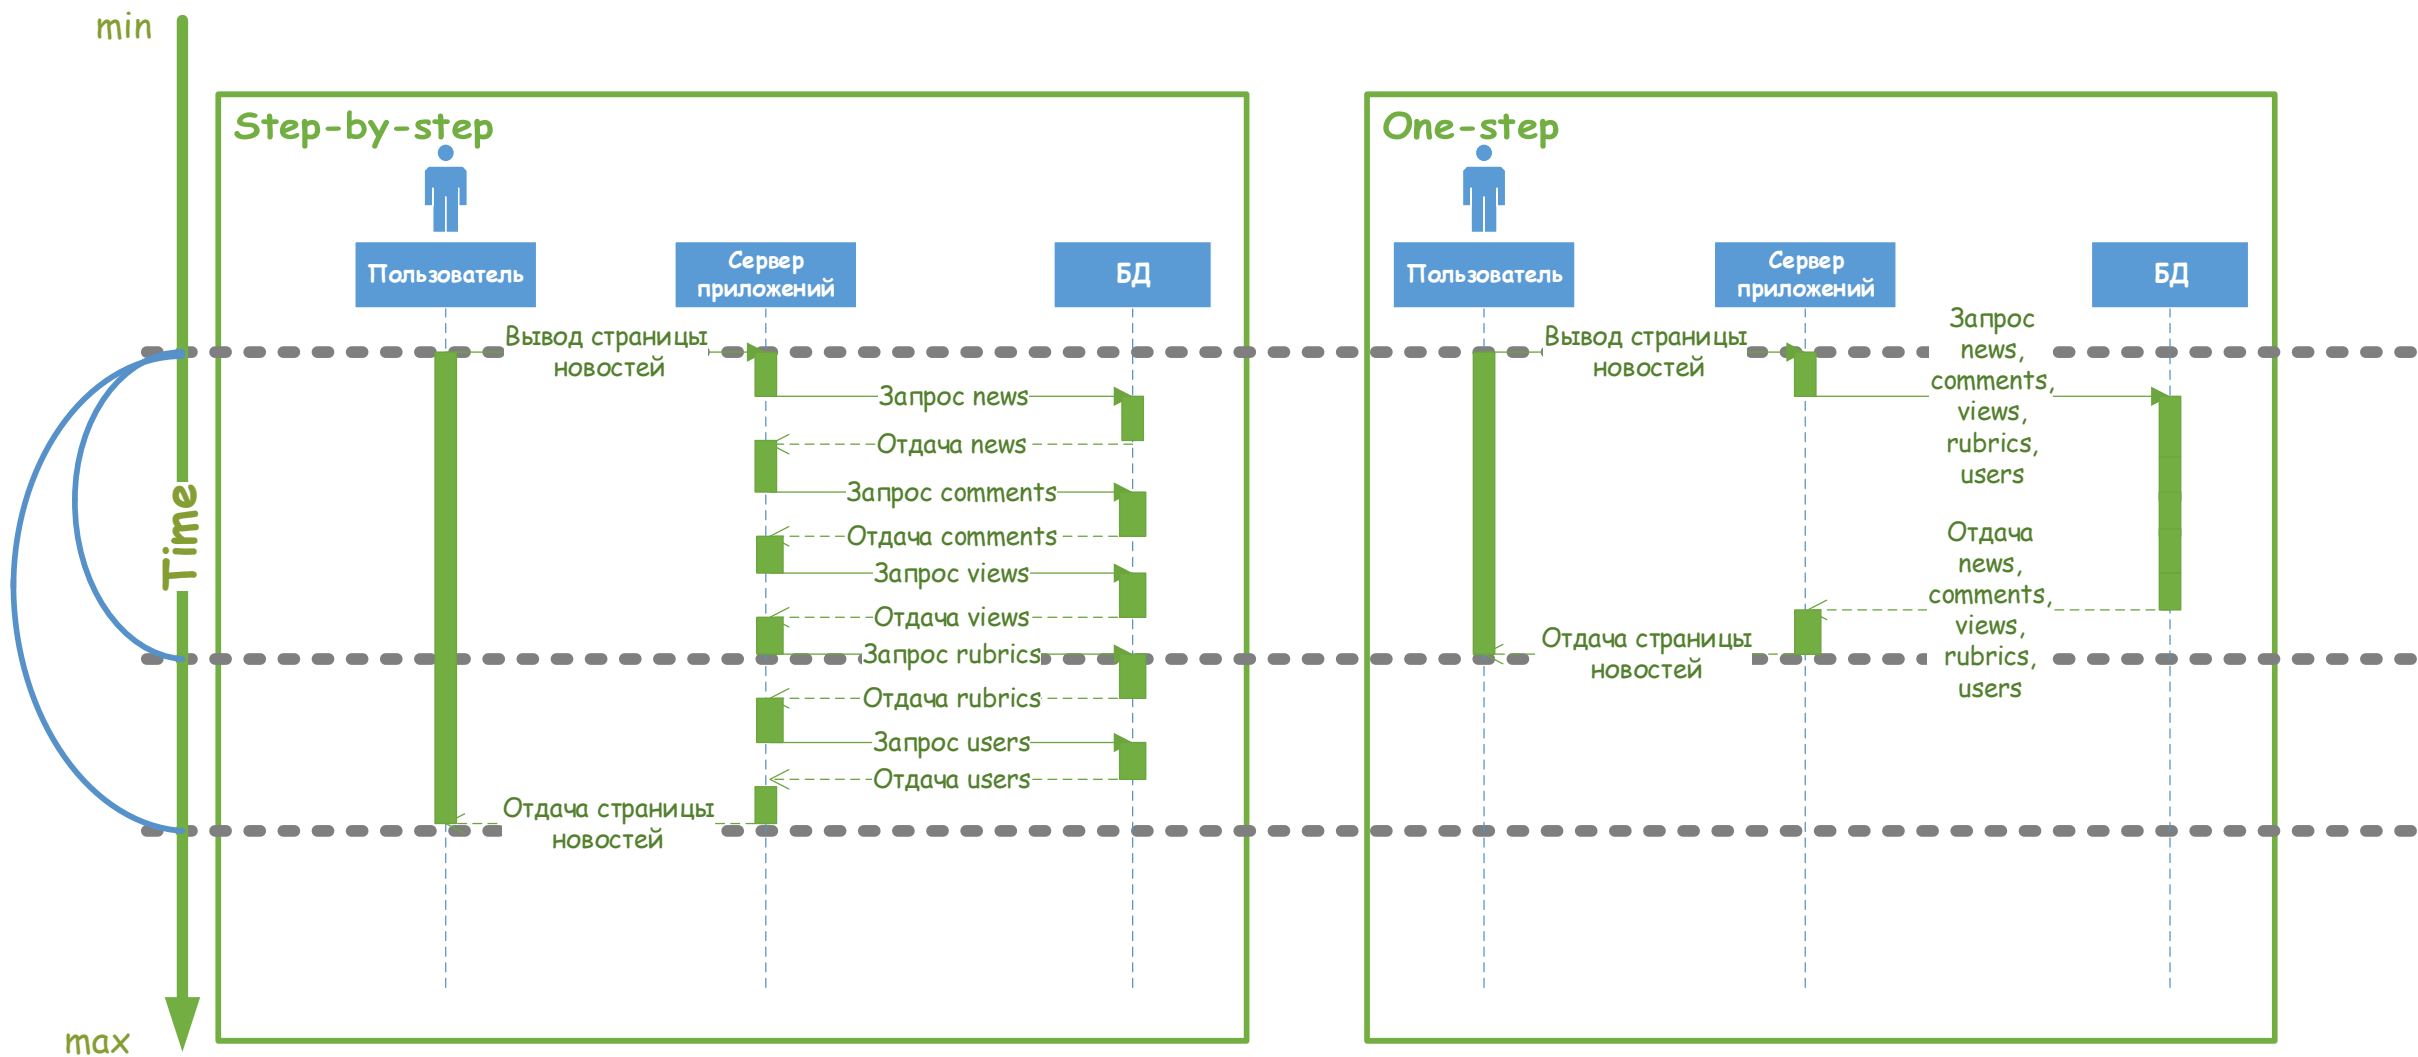 min
Step-by-step
Пользователь
Сервер
приложений
БД
Вывод страницы
новостей
Запрос news
Отдача news
Запрос comments
Отдача comments
Запрос views
Отдача views
Запрос rubrics
Отдача rubrics
Запрос users
Отдача users
Отдача страницы
новостей
Time
max
One-step
Пользователь
Сервер
приложений
БД
Вывод страницы
новостей
Запрос
news,
comments,
views,
rubrics,
users
Отдача
news,
comments,
views,
rubrics,
users
Отдача страницы
новостей